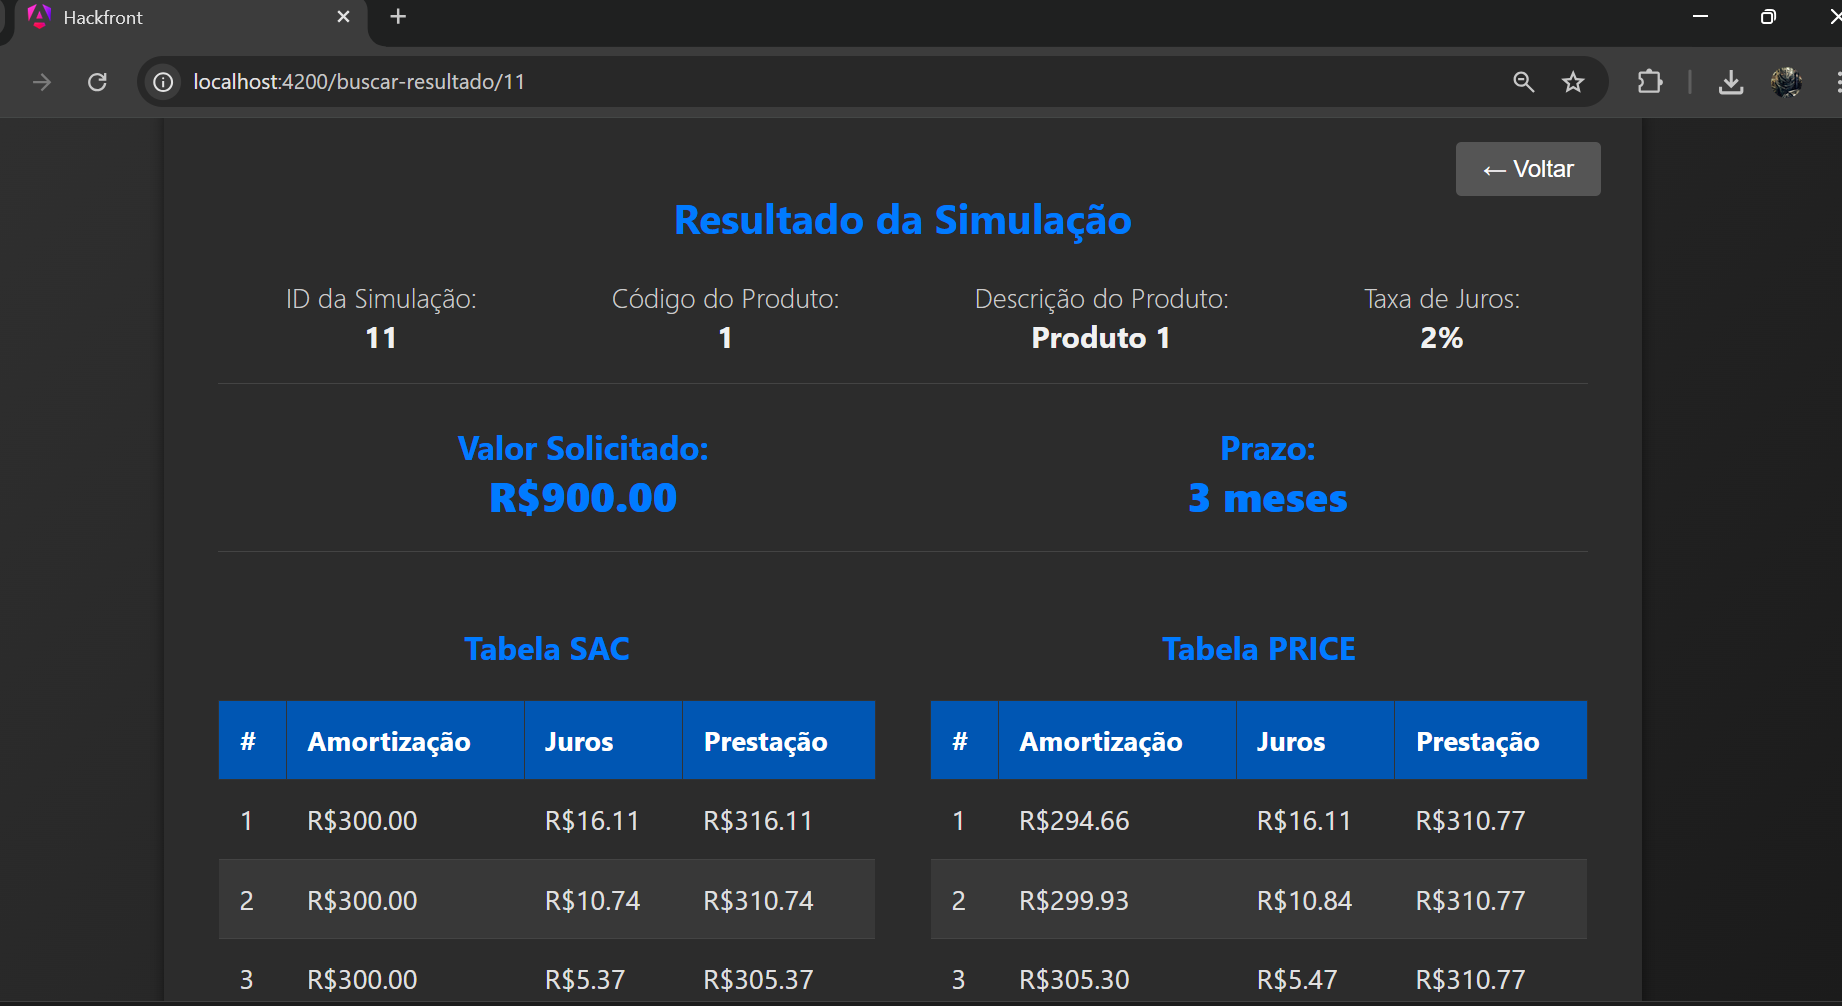 Hackfront
localhost:4200/buscar-resultado/11
← Voltar
Resultado da Simulação
ID da Simulação: Código do Produto: Descrição do Produto: Taxa de Juros:
11 1 Produto 1 2%
Valor Solicitado: Prazo:
R$900.00 3 meses
Tabela SAC
# Amortização Juros Prestação
1 R$300.00 R$16.11 R$316.11
2 R$300.00 R$10.74 R$310.74
3 R$300.00 R$5.37 R$305.37
Tabela PRICE
# Amortização Juros Prestação
1 R$294.66 R$16.11 R$310.77
2 R$299.93 R$10.84 R$310.77
3 R$305.30 R$5.47 R$310.77